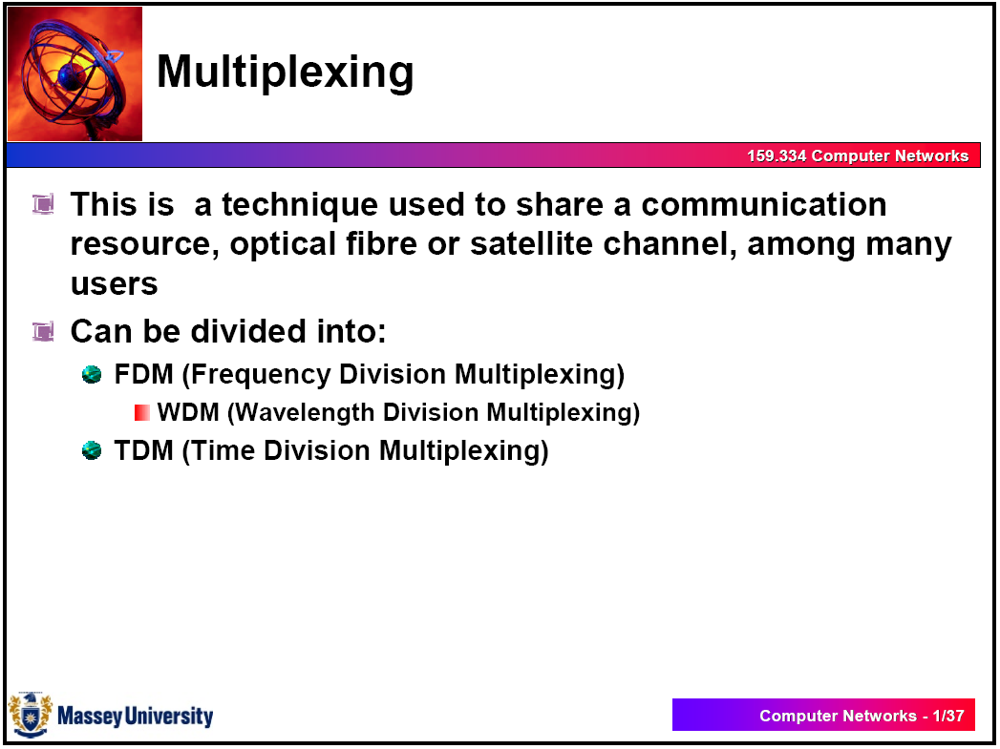 Multiplexing
159.334 Computer Networks
This is a technique used to share a communication
resource, optical fibre or satellite channel, among many
users
Can be divided into:
FDM (Frequency Division Multiplexing)
WDM (Wavelength Division Multiplexing)
TDM (Time Division Multiplexing)
Massey University
Computer Networks - 1/37